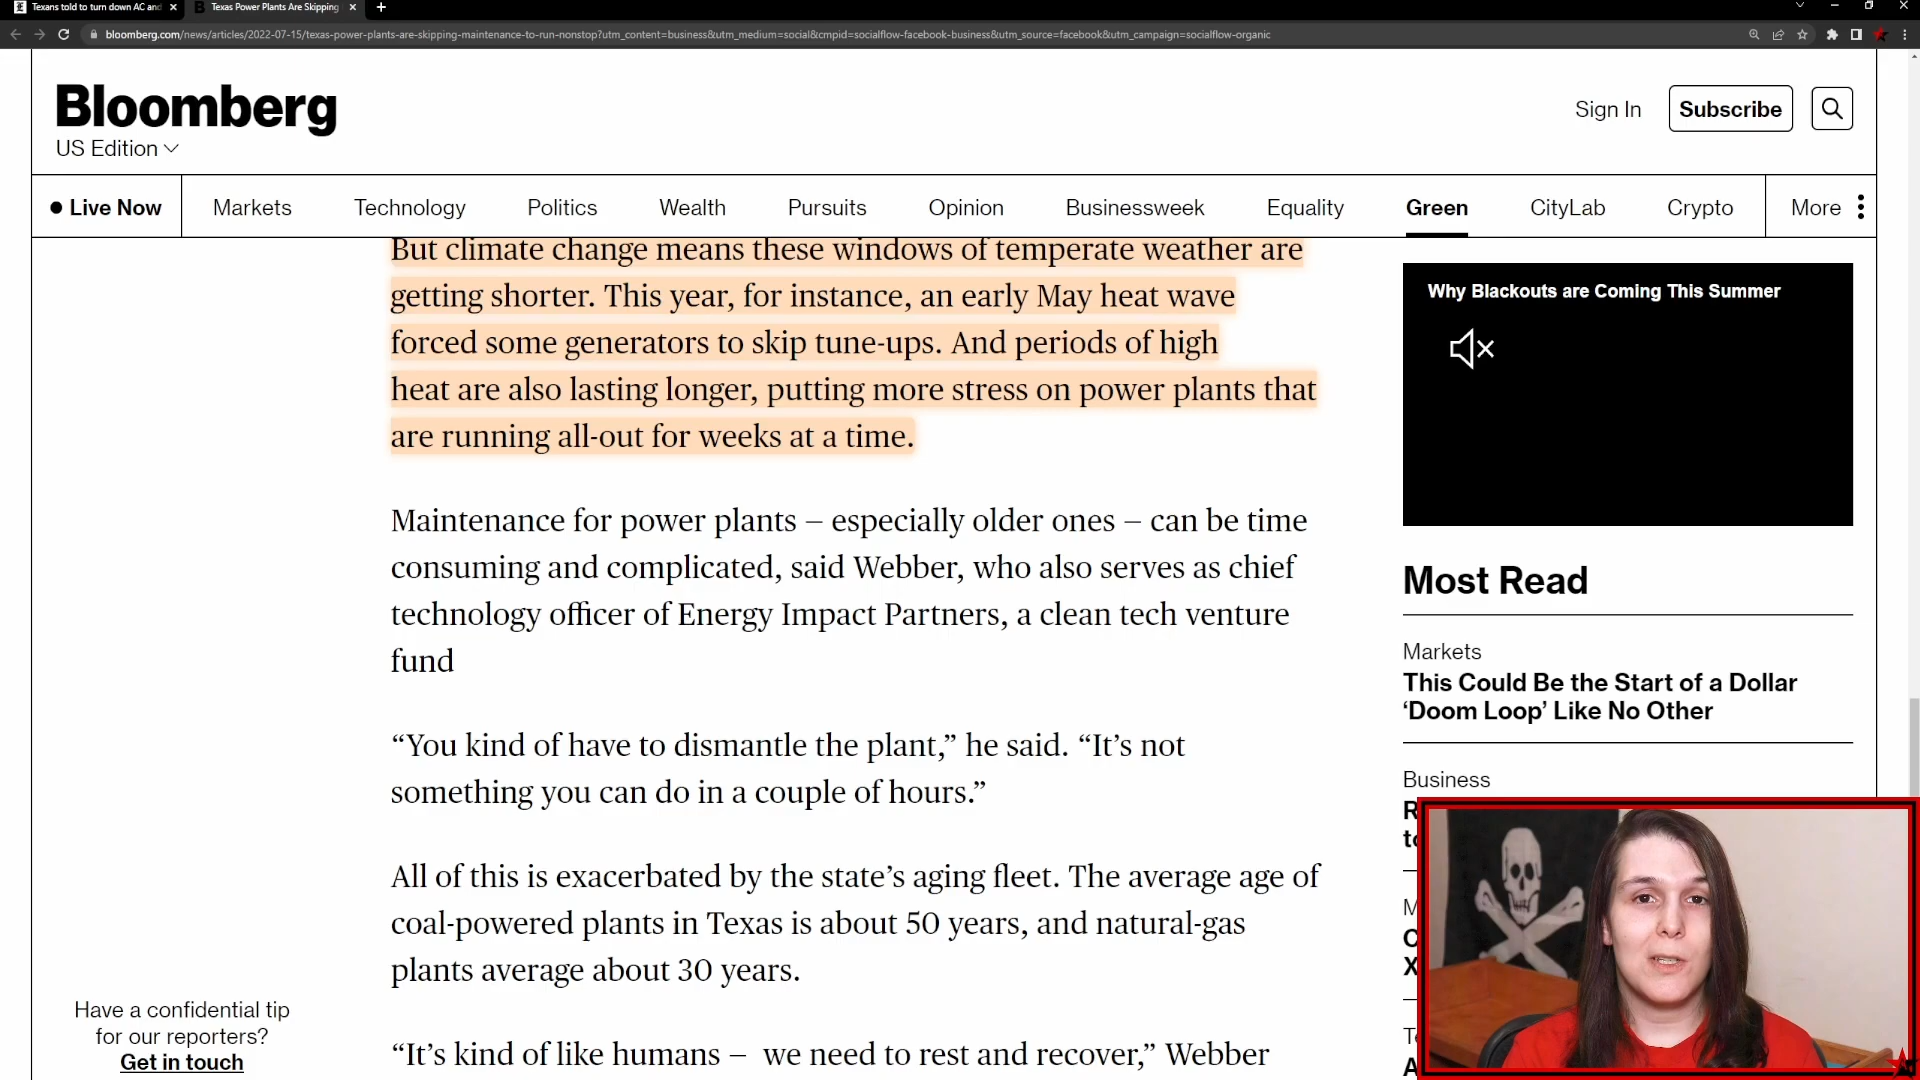 Texans told to turn down AC and
Texas Power Plants Are Skipping
bloomberg.com/news/articles/2022-07-15/texas-power-plants-are-skipping-maintenance-to-run-nonstop?utm_content=business&utm_medium=social&cmpid=socialflow-facebook-business&utm_source=facebook&utm_campaign=socialflow-organic
Bloomberg
US Edition
Sign In
Subscribe
Live Now
Markets
Technology
Politics
Wealth
Pursuits
Opinion
Businessweek
Equality
Green
CityLab
Crypto
More
But climate change means these windows of temperate weather are
getting shorter. This year, for instance, an early May heat wave
forced some generators to skip tune-ups. And periods of high
heat are also lasting longer, putting more stress on power plants that
are running all-out for weeks at a time.
Maintenance for power plants – especially older ones – can be time
consuming and complicated, said Webber, who also serves as chief
technology officer of Energy Impact Partners, a clean tech venture
fund
“You kind of have to dismantle the plant,” he said. “It’s not
something you can do in a couple of hours.”
All of this is exacerbated by the state’s aging fleet. The average age of
coal-powered plants in Texas is about 50 years, and natural-gas
plants average about 30 years.
“It’s kind of like humans – we need to rest and recover,” Webber
Have a confidential tip
for our reporters?
Get in touch
Why Blackouts are Coming This Summer
Most Read
Markets
This Could Be the Start of a Dollar
‘Doom Loop’ Like No Other
Business